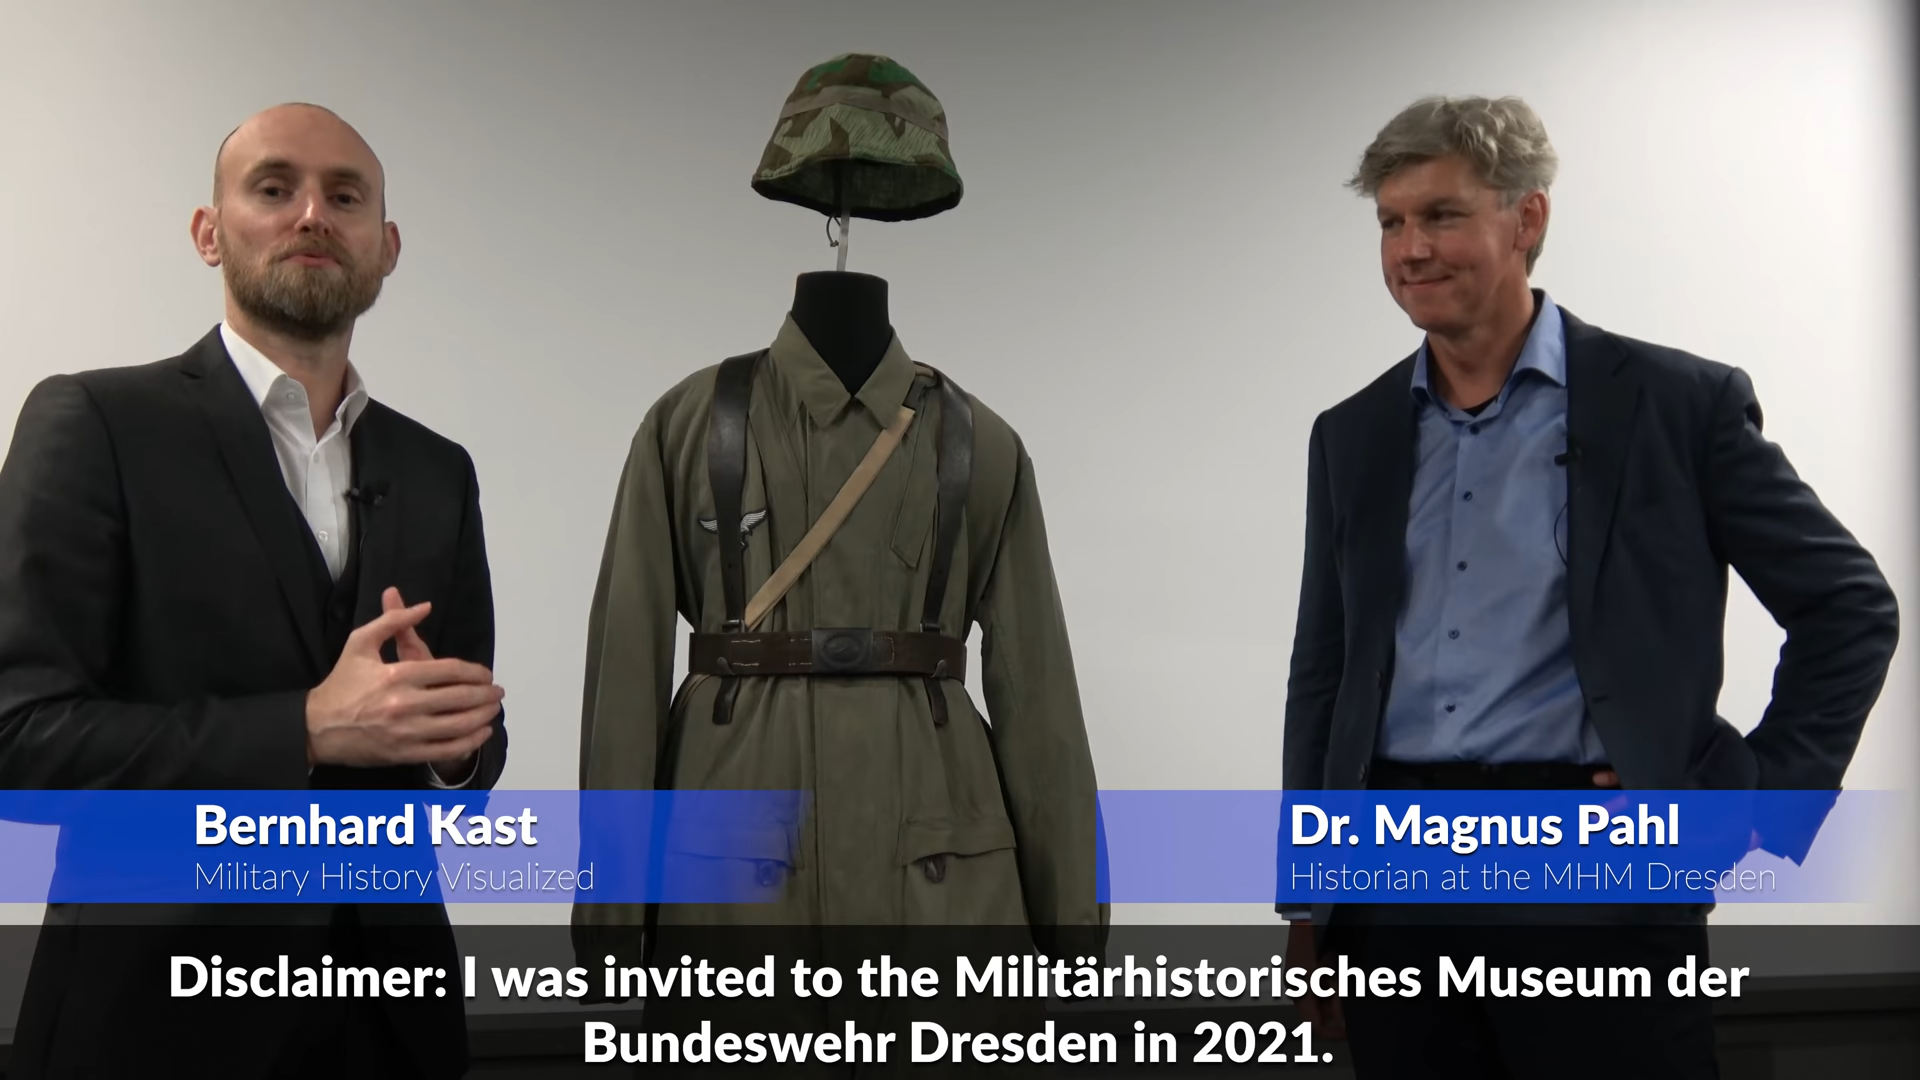 Bernhard Kast
Military History Visualized
Dr. Magnus Pahl
Historian at the MHM Dresden
Disclaimer: I was invited to the Militärhistorisches Museum der
Bundeswehr Dresden in 2021.